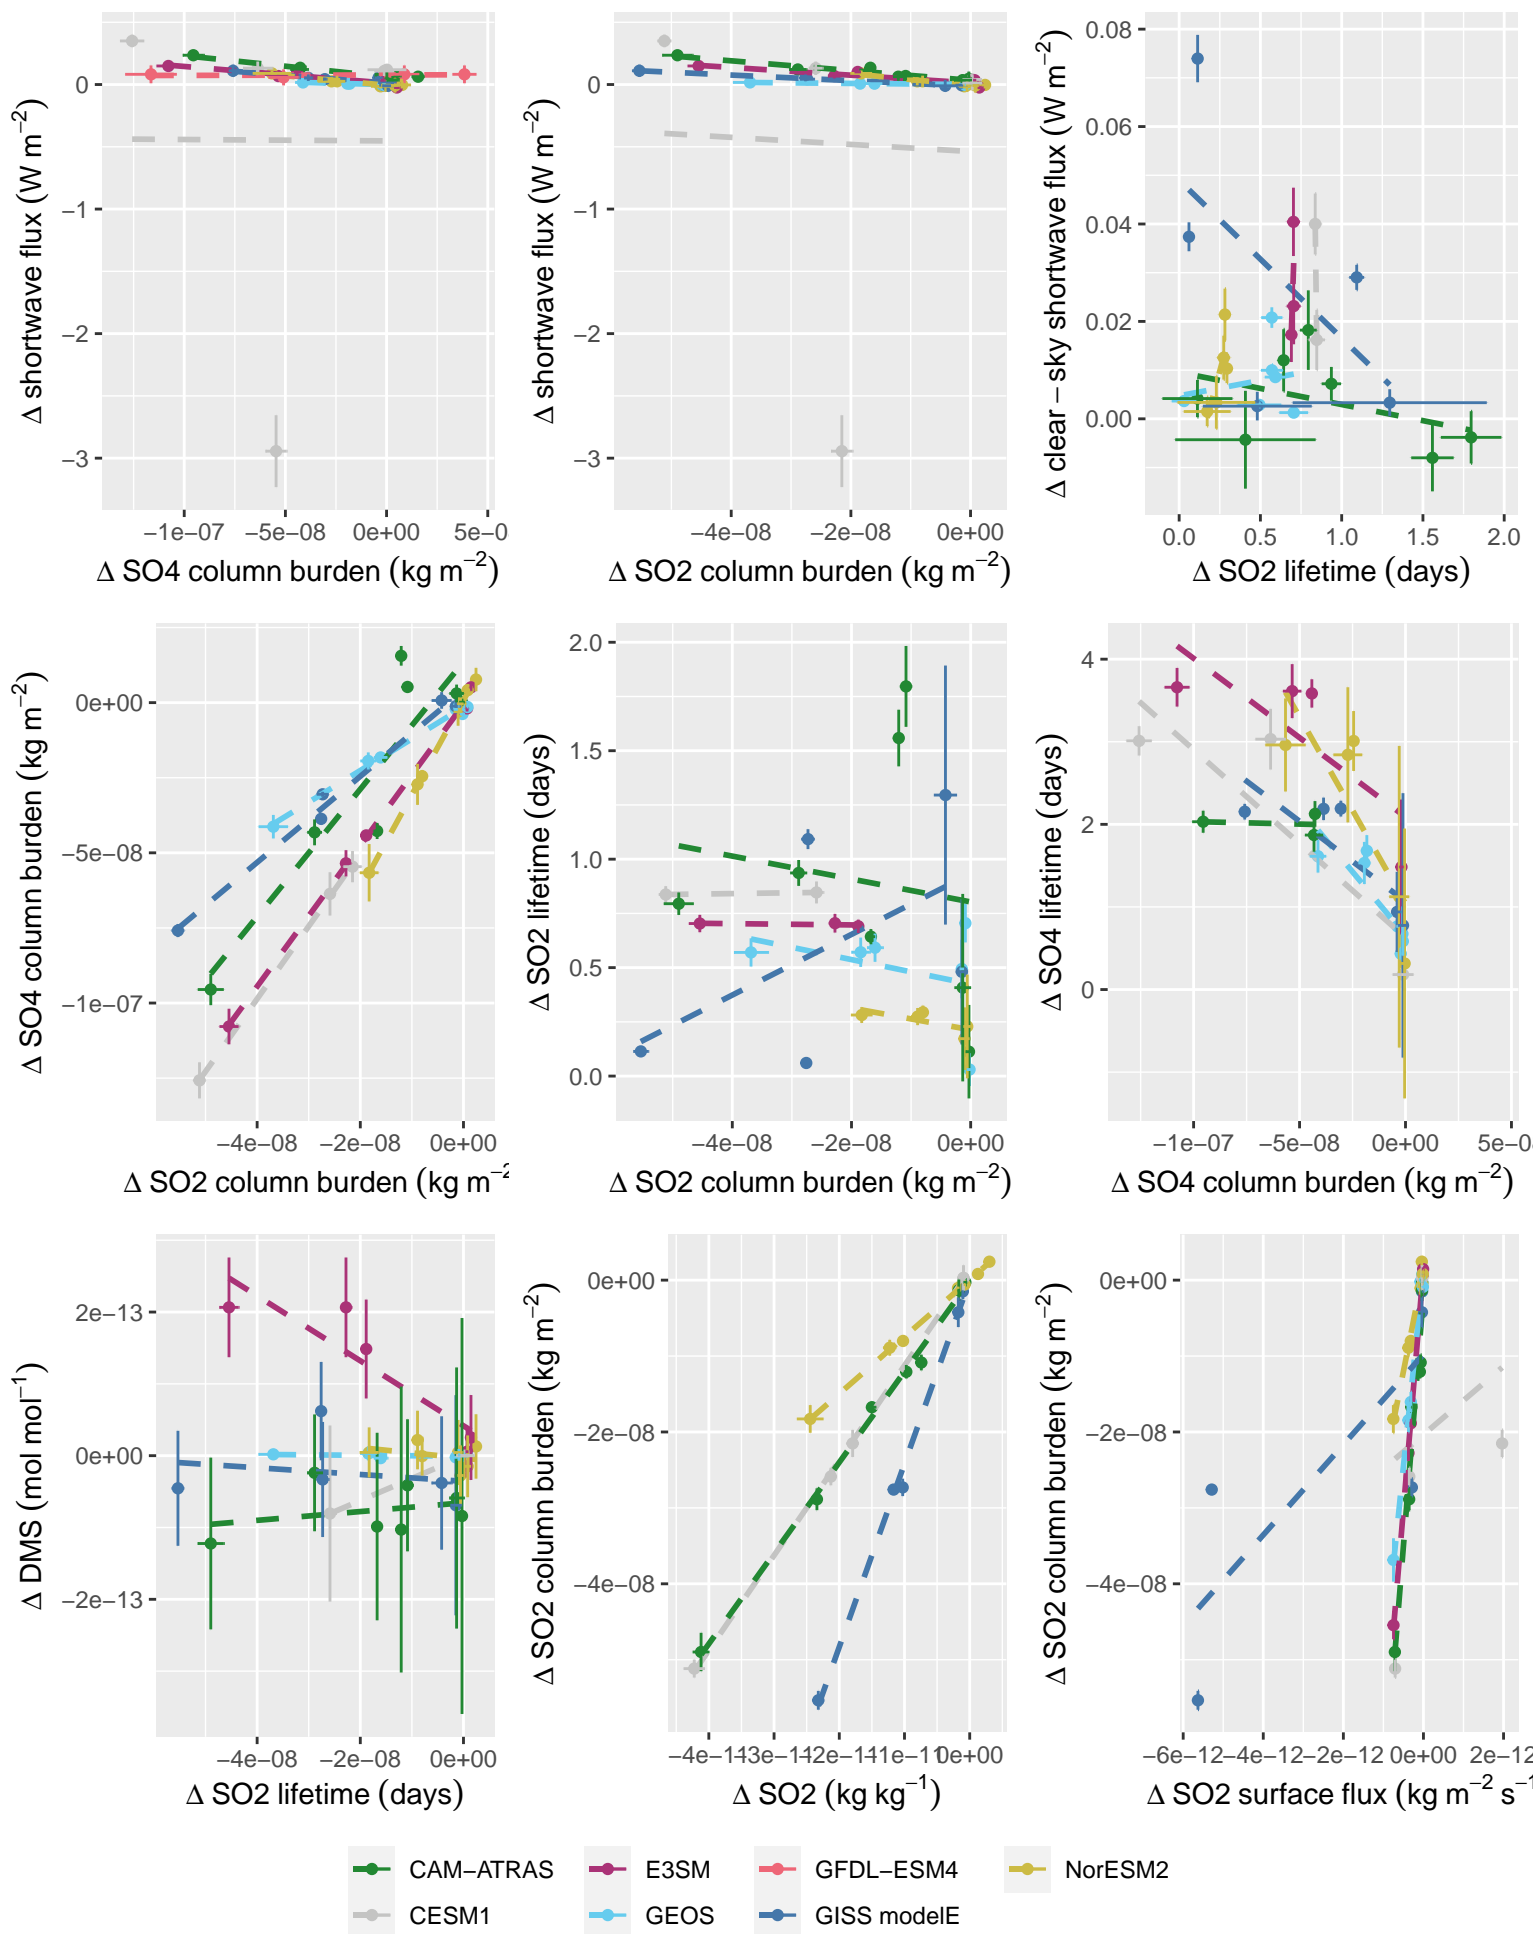 Δ shortwave flux (W m−2)
0
−1
−2
−3
−1e−07 −5e−08 0e+00 5e−0
Δ SO4 column burden (kg m−2)
Δ shortwave flux (W m−2)
0
−1
−2
−3
−4e−08 −2e−08 0e+00
Δ SO2 column burden (kg m−2)
Δ clear − sky shortwave flux (W m−2)
0.08
0.06
0.04
0.02
0.00
0.0 0.5 1.0 1.5 2.0
Δ SO2 lifetime (days)
Δ SO4 column burden (kg m−2)
0e+00
−5e−08
−1e−07
−4e−08 −2e−08 0e+00
Δ SO2 column burden (kg m−2
Δ SO2 lifetime (days)
2.0
1.5
1.0
0.5
0.0
−4e−08 −2e−08 0e+00
Δ SO2 column burden (kg m−2)
Δ SO4 lifetime (days)
4
2
0
−1e−07 −5e−08 0e+00 5e−0
Δ SO4 column burden (kg m−2)
Δ DMS (mol mol−1)
2e−13
0e+00
−2e−13
−4e−08 −2e−08 0e+00
Δ SO2 lifetime (days)
Δ SO2 column burden (kg m−2)
0e+00
−2e−08
−4e−08
0e+00
Δ SO2 (kg kg−1)
Δ SO2 column burden (kg m−2)
0e+00
−2e−08
−4e−08
−6e−12 −4e−12 −2e−12 0e+00 2e−12
Δ SO2 surface flux (kg m−2 s−1
CAM−ATRAS E3SM GFDL−ESM4 NorESM2
CESM1 GEOS GISS modelE